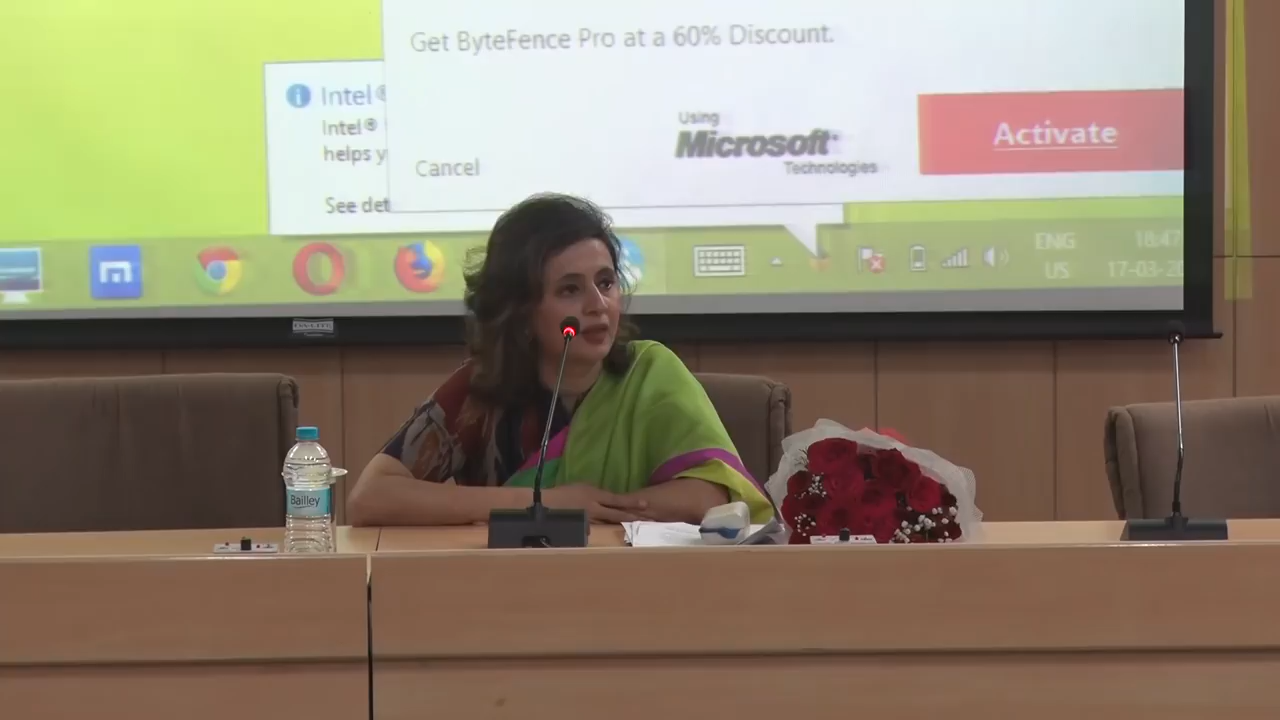 Get ByteFence Pro at a 60% Discount.
Intel®
Intel®
helps y
See det
Cancel
Using
Microsoft
Technologies
Activate
m
ENG
US
18:47
17-03-20
Bailley